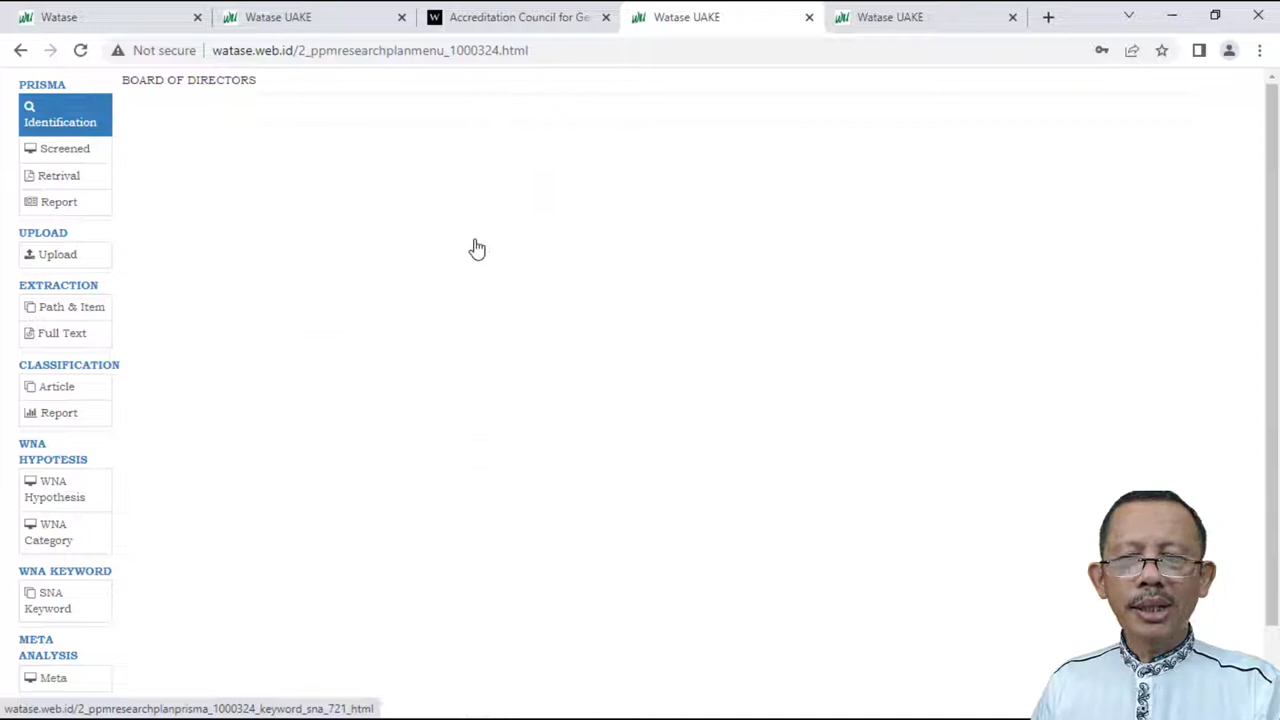 Watase
Watase UAKE
W Accreditation Council for Ge
Watase UAKE
Watase UAKE
Not secure
watase.web.id/2_ppmresearchplanmenu_1000324.html
PRISMA
Identification
Screened
Retrival
Report
UPLOAD
Upload
EXTRACTION
Path & Item
Full Text
CLASSIFICATION
Article
Report
WNA
HYPOTESIS
WNA
Hypothesis
WNA
Category
WNA KEYWORD
SNA
Keyword
META
ANALYSIS
Meta
BOARD OF DIRECTORS
watase.web.id/2_ppmresearchplanprisma_1000324_keyword_sna_721_html